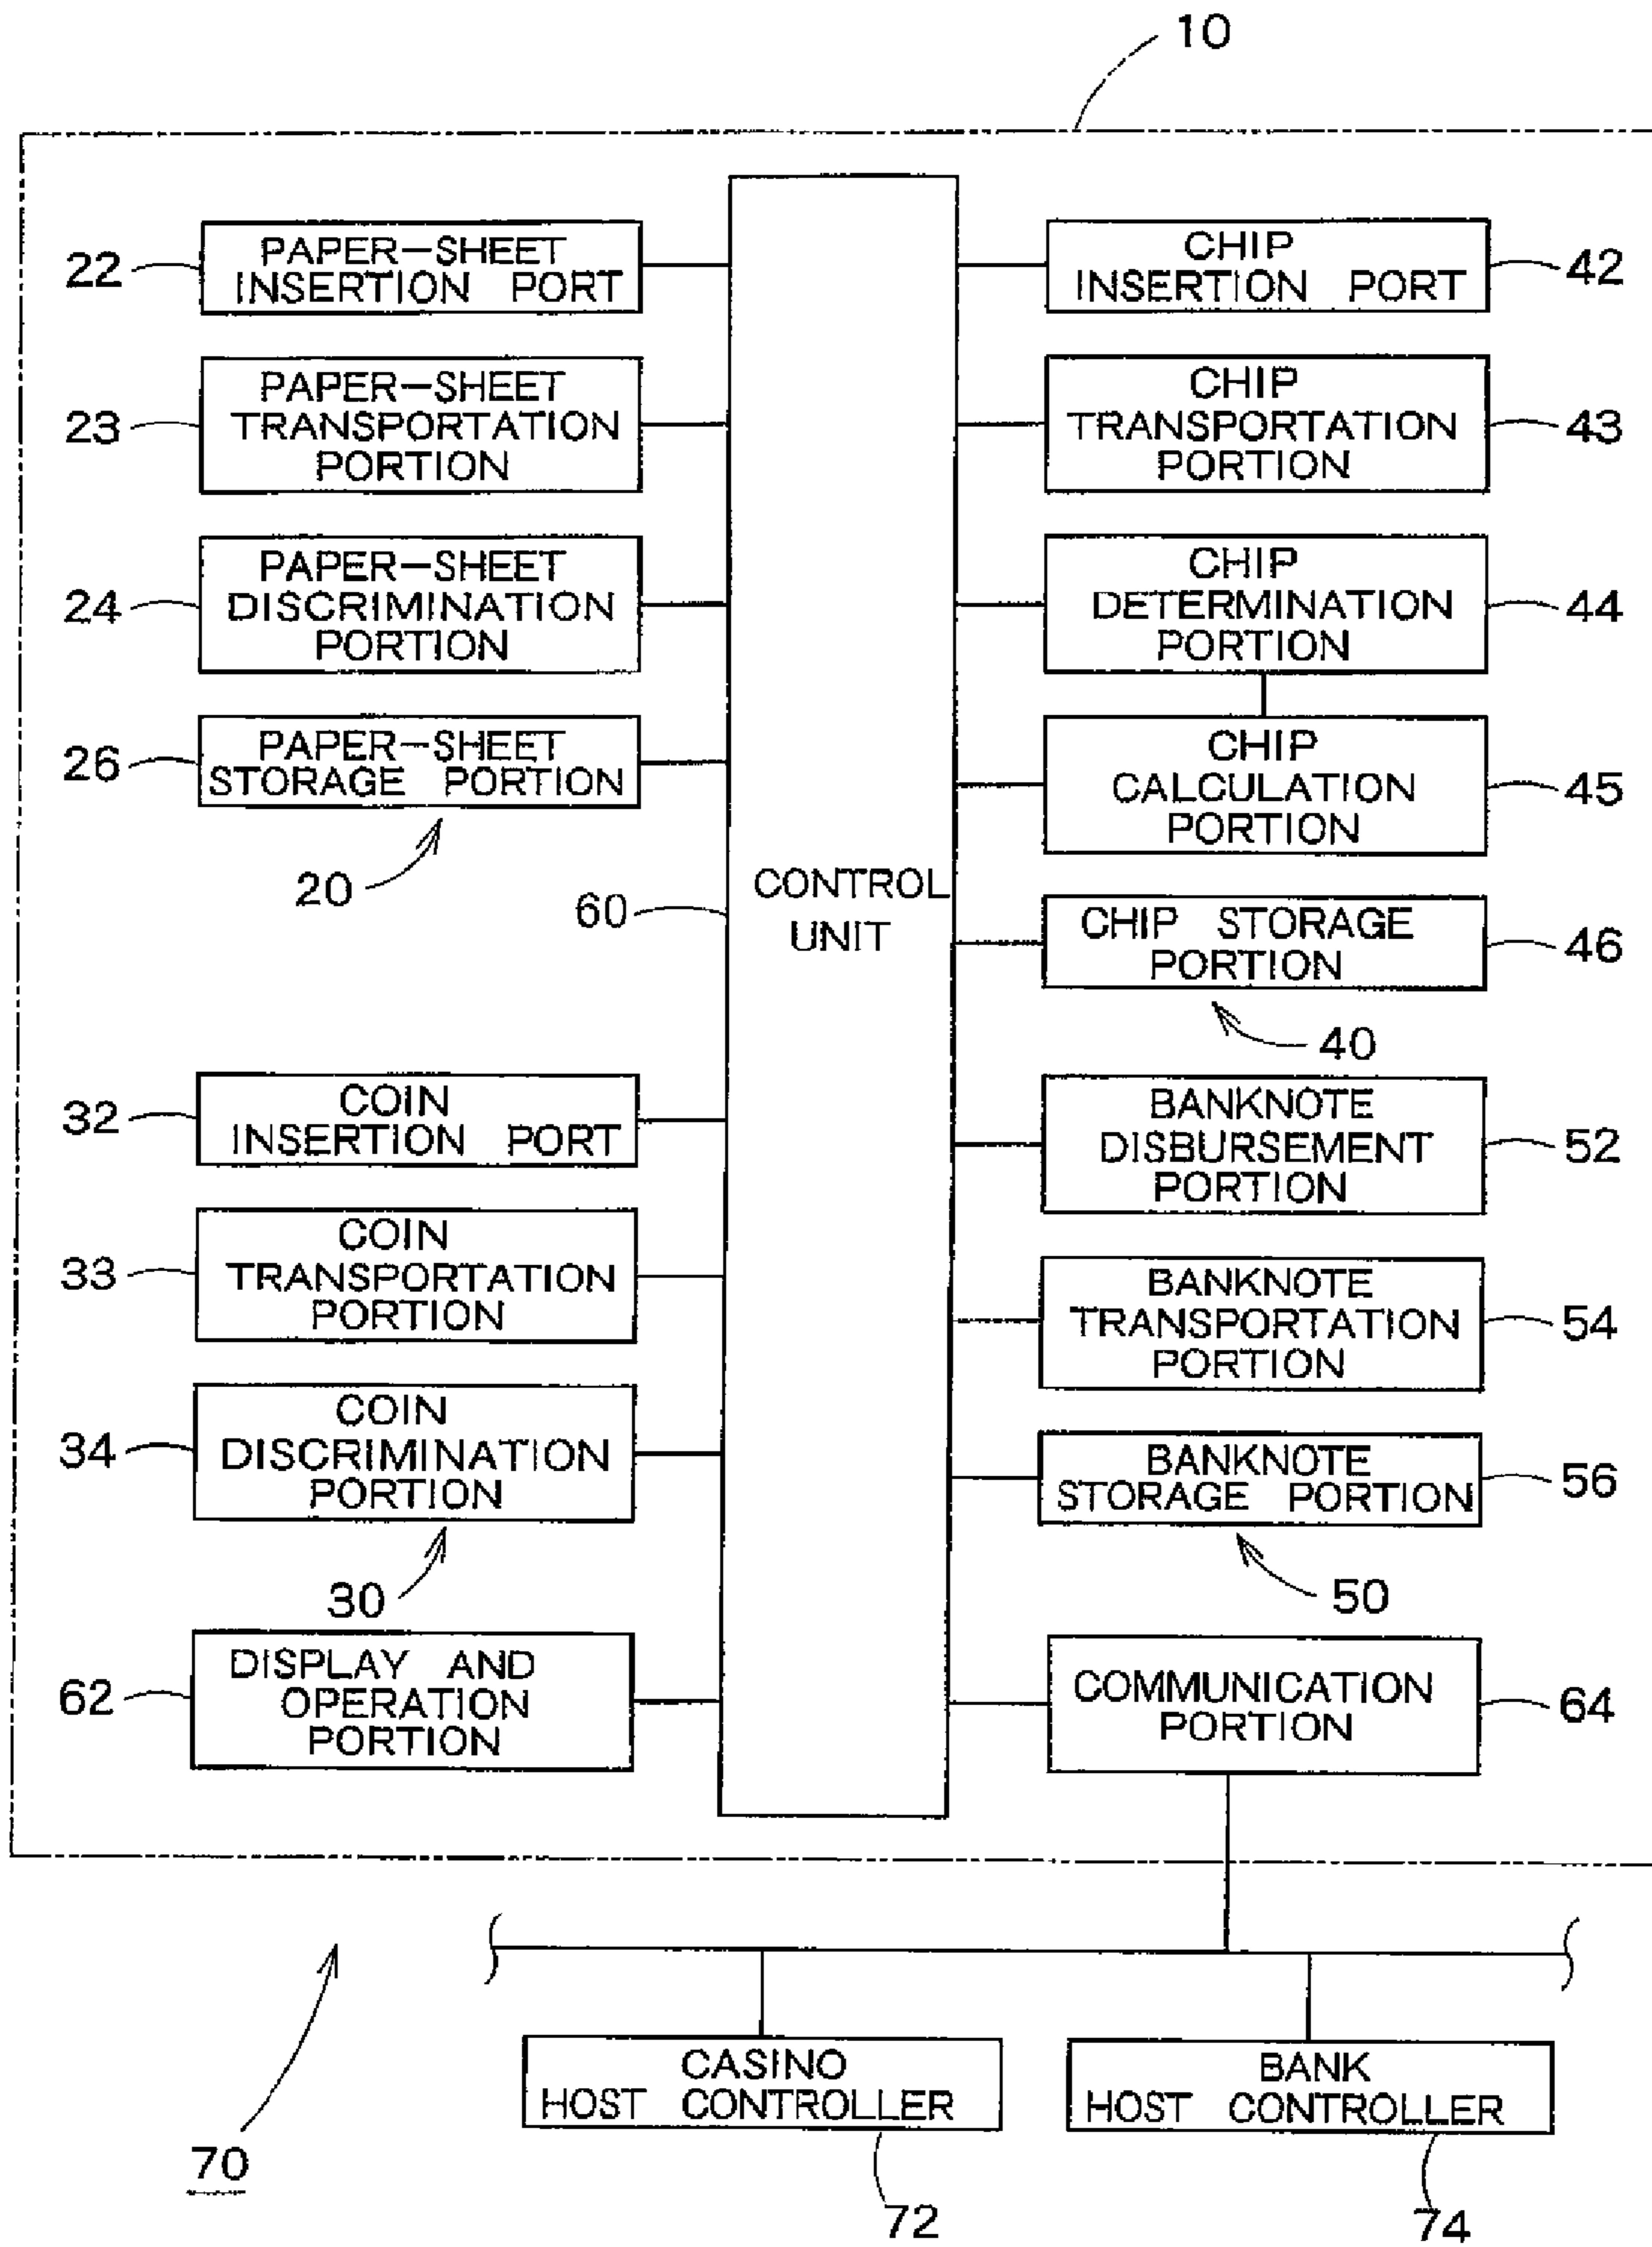 10
22
PAPER-SHEET
INSERTION PORT
23
PAPER-SHEET
TRANSPORTATION
PORTION
24
PAPER-SHEET
DISCRIMINATION
PORTION
26
PAPER-SHEET
STORAGE PORTION
20
32
COIN
INSERTION PORT
33
COIN
TRANSPORTATION
PORTION
34
COIN
DISCRIMINATION
PORTION
30
62
DISPLAY AND
OPERATION
PORTION
60
CONTROL
UNIT
CHIP
INSERTION PORT
42
CHIP
TRANSPORTATION
PORTION
43
CHIP
DETERMINATION
PORTION
44
CHIP
CALCULATION
PORTION
45
CHIP STORAGE
PORTION
46
40
BANKNOTE
DISBURSEMENT
PORTION
52
BANKNOTE
TRANSPORTATION
PORTION
54
BANKNOTE
STORAGE PORTION
56
50
COMMUNICATION
PORTION
64
70
CASINO
HOST CONTROLLER
72
BANK
HOST CONTROLLER
74